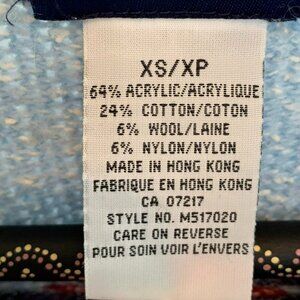 XS/XP
64% ACRYLIC/ACRYLIQUE
24% COTTON/COTON
6% WOOL/LAINE
6% NYLON/NYLON
MADE IN HONG KONG
FABRIQUE EN HONG KONG
CA 07217
STYLE NO. M517020
CARE ON REVERSE
POUR SOIN VOIR L'ENVERS